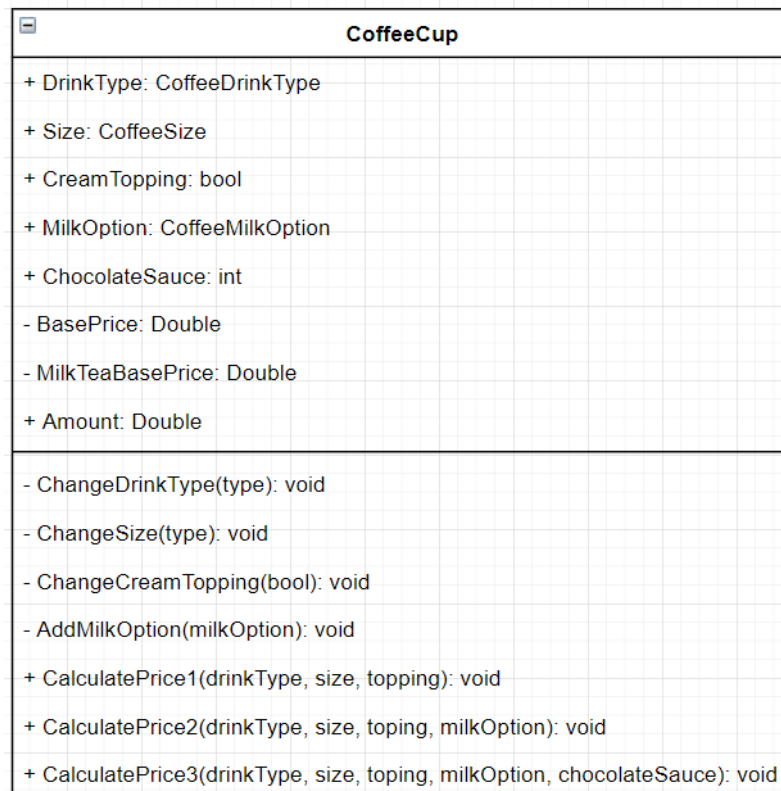 CoffeeCup
+ DrinkType: CoffeeDrinkType
+ Size: CoffeeSize
+ CreamTopping: bool
+ MilkOption: CoffeeMilkOption
+ ChocolateSauce: int
- BasePrice: Double
- MilkTeaBasePrice: Double
+ Amount: Double
- ChangeDrinkType(type): void
- ChangeSize(type): void
- ChangeCreamTopping(bool): void
- AddMilkOption(milkOption): void
+ CalculatePrice1(drinkType, size, topping): void
+ CalculatePrice2(drinkType, size, toping, milkOption): void
+ CalculatePrice3(drinkType, size, toping, milkOption, chocolateSauce): void